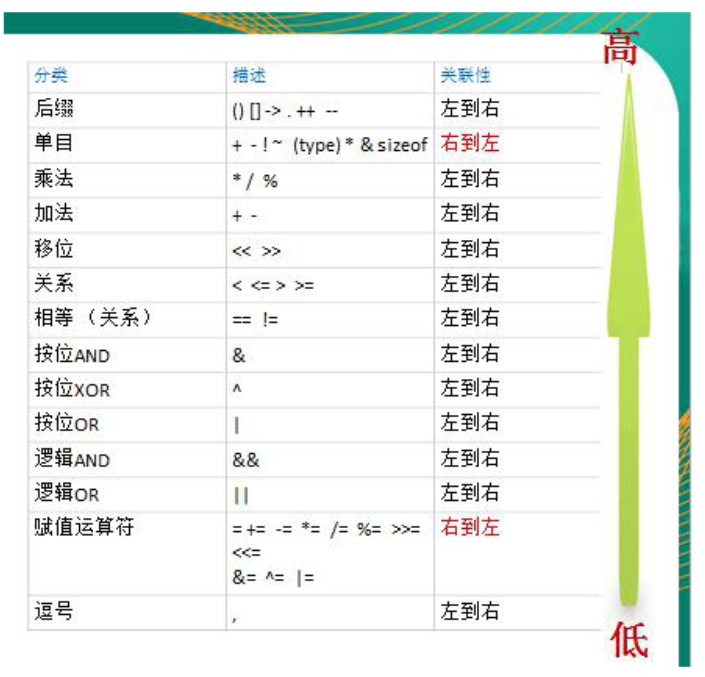 高
分类 描述 关联性
后缀 () [] -> . ++ -- 左到右
单目 + - ! ~ (type) * & sizeof 右到左
乘法 * / % 左到右
加法 + - 左到右
移位 << >> 左到右
关系 < <= > >= 左到右
相等（关系） == != 左到右
按位AND & 左到右
按位XOR ^ 左到右
按位OR | 左到右
逻辑AND && 左到右
逻辑OR || 左到右
赋值运算符 = += -= *= /= %= >>= 右到左
<<=
&= ^= |=
逗号 , 左到右
低